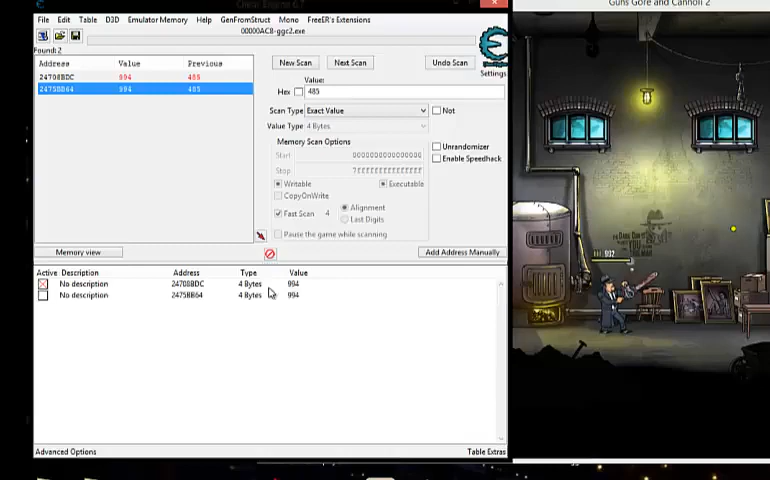 Guns Gore and Cannoli 2
File Edit Table D3D Emulator Memory Help GenFromStruct Mono FreeER's Extensions
00000AC8-ggc2.exe
Found: 2
Address Value Previous
24708BDC 994 485
2475BB64 994 485
New Scan Next Scan Undo Scan
Settings
Value:
Hex 485
Scan Type Exact Value Not
Value Type 4 Bytes
Memory Scan Options
Unrandomizer
Enable Speedhack
Start 0000000000000000
Stop 7fffffffffffffff
Writable Executable
CopyOnWrite
Fast Scan 4 Alignment
Last Digits
Pause the game while scanning
Memory view Add Address Manually
Active Description Address Type Value
No description 24708BDC 4 Bytes 994
No description 2475BB64 4 Bytes 994
Advanced Options Table Extras
992
YOU